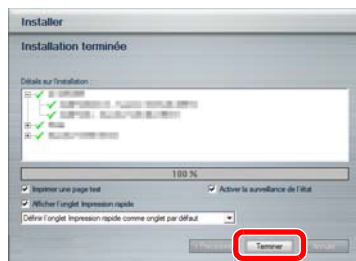 Installer
Installation terminée
Détails sur l'installation :
100 %
Imprimer une page test
Activer la surveillance de l'état
Afficher l'onglet Impression rapide
Définir l'onglet Impression rapide comme onglet par défaut
Terminer
Annuler